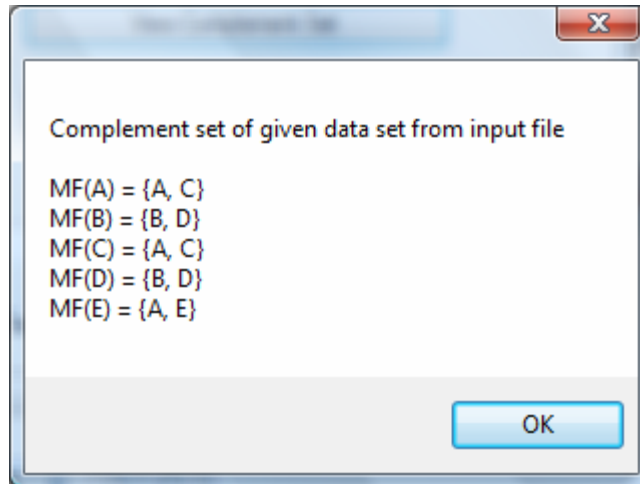 Complement set of given data set from input file
MF(A) = {A, C}
MF(B) = {B, D}
MF(C) = {A, C}
MF(D) = {B, D}
MF(E) = {A, E}
OK